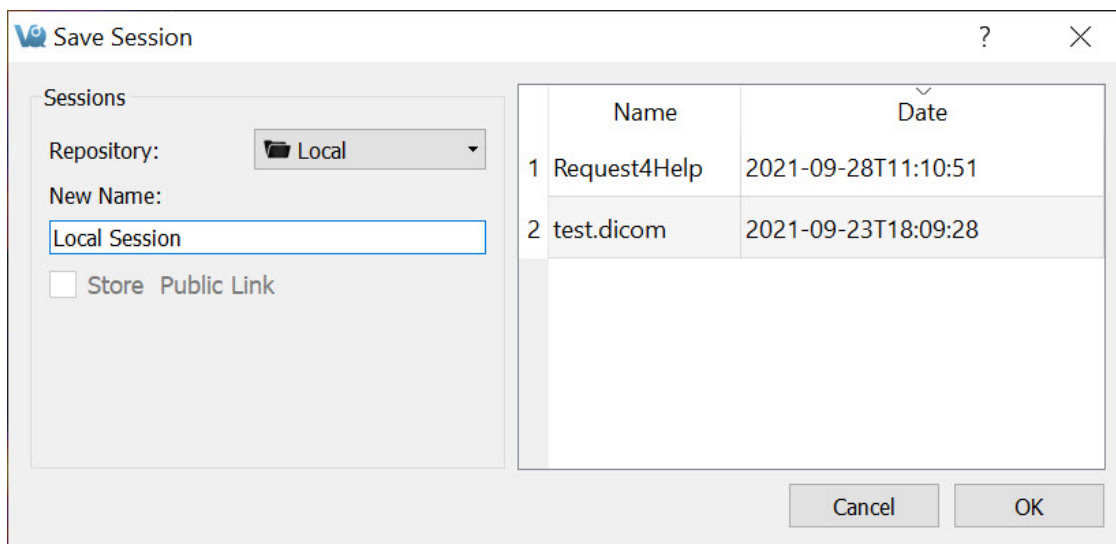 Save Session
?
Sessions
Repository: Local
New Name:
Local Session
Store Public Link
Name Date
1 Request4Help 2021-09-28T11:10:51
2 test.dicom 2021-09-23T18:09:28
Cancel OK